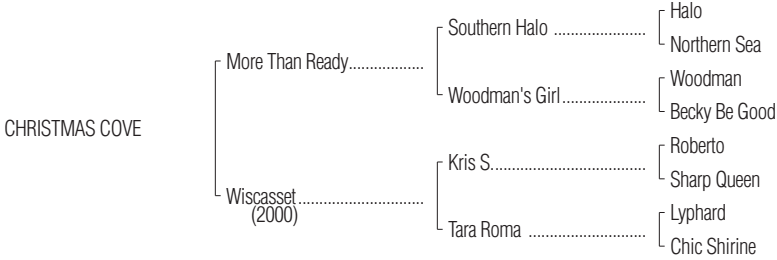 Halo
Southern Halo ......................
Northern Sea
More Than Ready.................
Woodman
Woodman's Girl....................
Becky Be Good
CHRISTMAS COVE
Roberto
Kris S.....................................
Sharp Queen
Wiscasset.............................
(2000)
Lyphard
Tara Roma ...........................
Chic Shirine